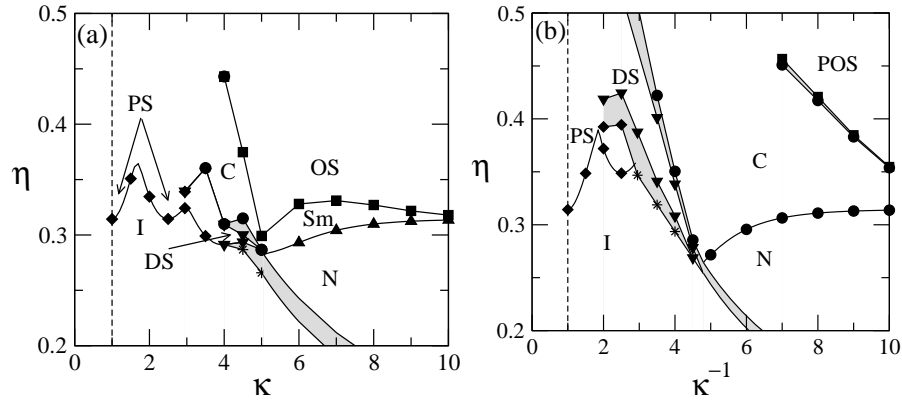 (a)
PS
C
OS
Sm
I
DS
N
η
0.5
0.4
0.3
0.2
0 2 4 6 8 10
κ
(b)
DS
POS
PS
C
I
N
η
0.5
0.4
0.3
0.2
0 2 4 6 8 10
κ⁻¹